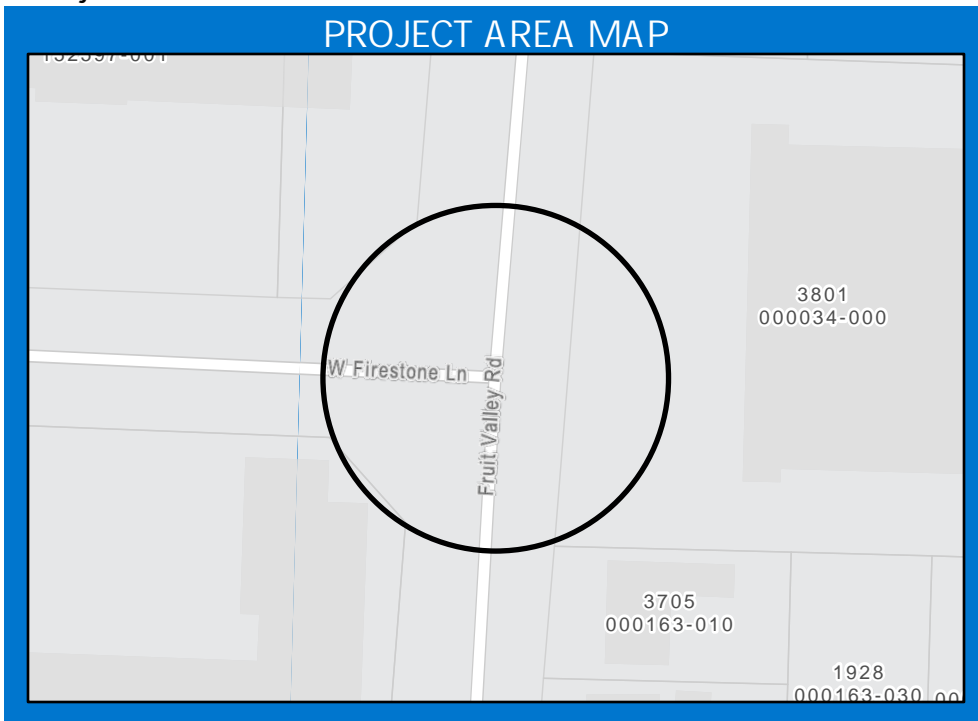 PROJECT AREA MAP
3801
000034-000
W Firestone Ln
Fruit Valley Rd
3705
000163-010
1928
000163-030